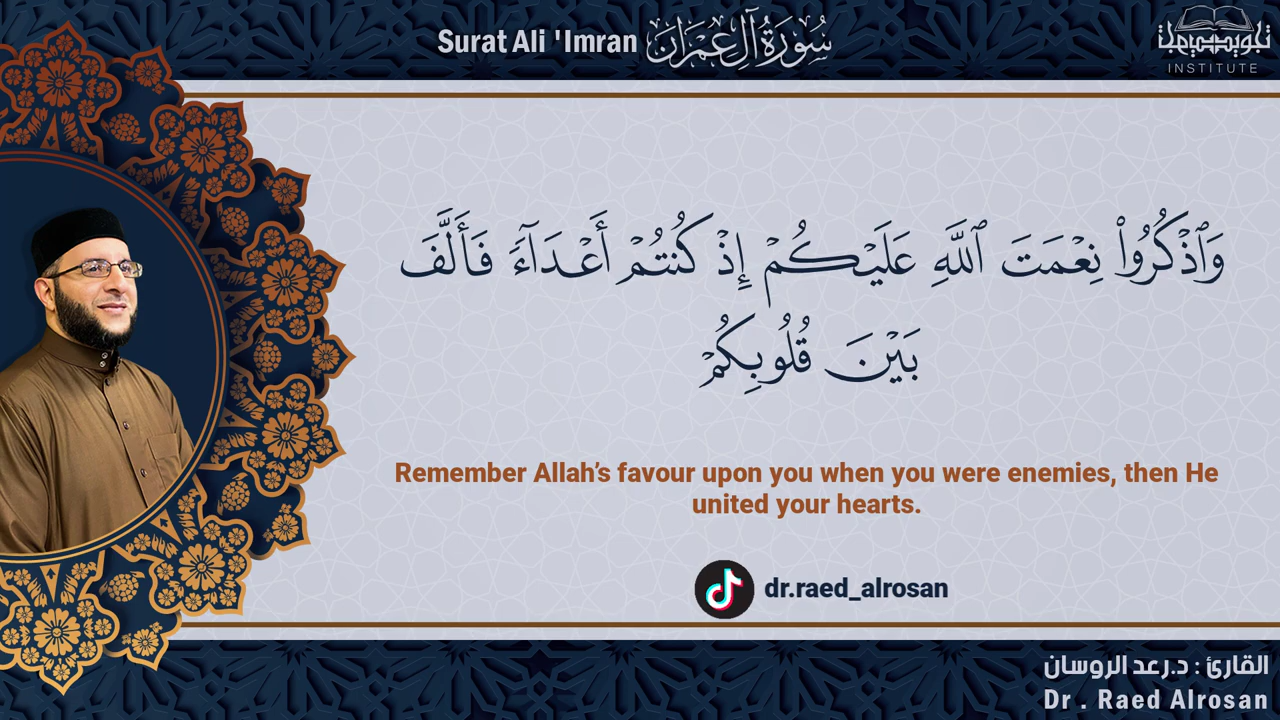 Surat Ali 'Imran سُورَةُ آلِ عِمْرَانَ
INSTITUTE
وَٱذْكُرُوا۟ نِعْمَتَ ٱللَّهِ عَلَيْكُمْ إِذْ كُنتُمْ أَعْدَآءً فَأَلَّفَ
بَيْنَ قُلُوبِكُمْ
Remember Allah’s favour upon you when you were enemies, then He
united your hearts.
dr.raed_alrosan
القارئ : د.رعد الروسان
Dr . Raed Alrosan